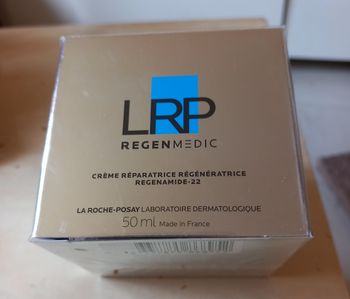 LRP
REGENMEDIC
CRÈME RÉPARATRICE RÉGÉNÉRATRICE
REGENAMIDE-22
LA ROCHE-POSAY LABORATOIRE DERMATOLOGIQUE
50 ml Made in France